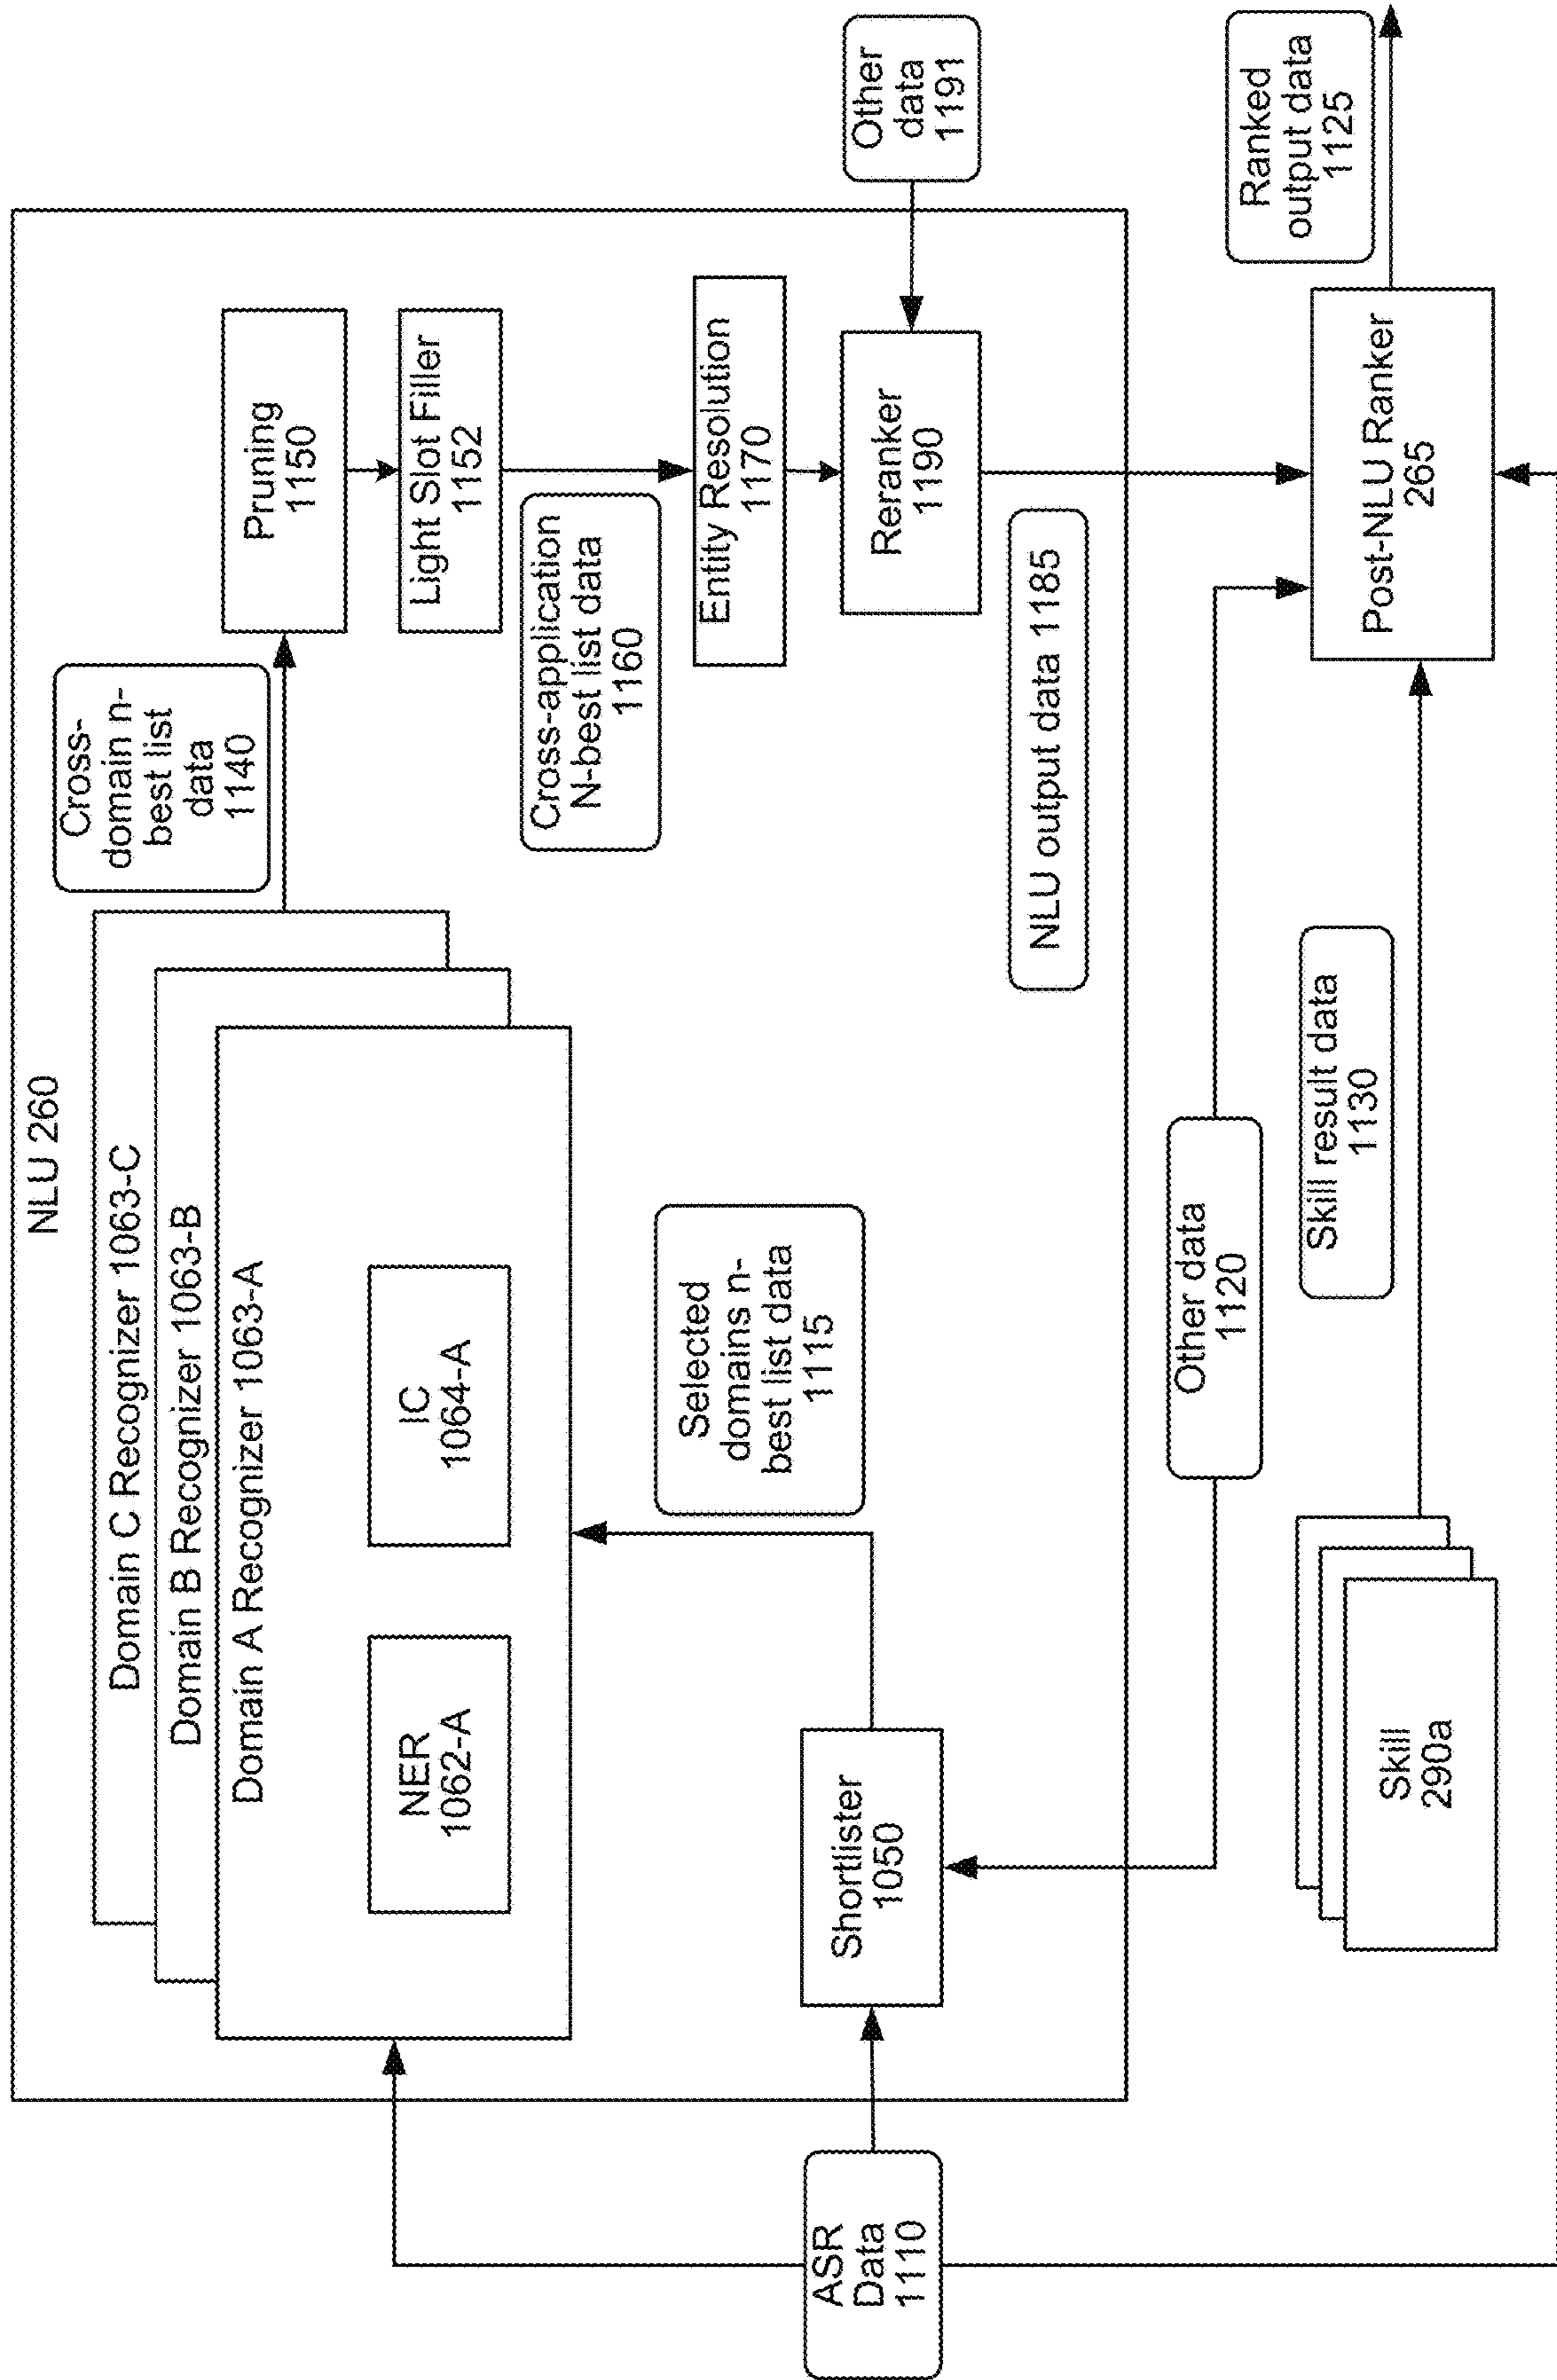 NLU 260
Domain C Recognizer 1063-C
Domain B Recognizer 1063-B
Domain A Recognizer 1063-A
NER
1062-A
IC
1064-A
Cross-
domain n-
best list
data
1140
Pruning
1150
Light Slot Filler
1152
Cross-application
N-best list data
1160
Entity Resolution
1170
Reranker
1190
Other
data
1191
Selected
domains n-
best list data
1115
Shortlister
1050
ASR
Data
1110
NLU output data 1185
Other data
1120
Skill result data
1130
Skill
290a
Post-NLU Ranker
265
Ranked
output data
1125